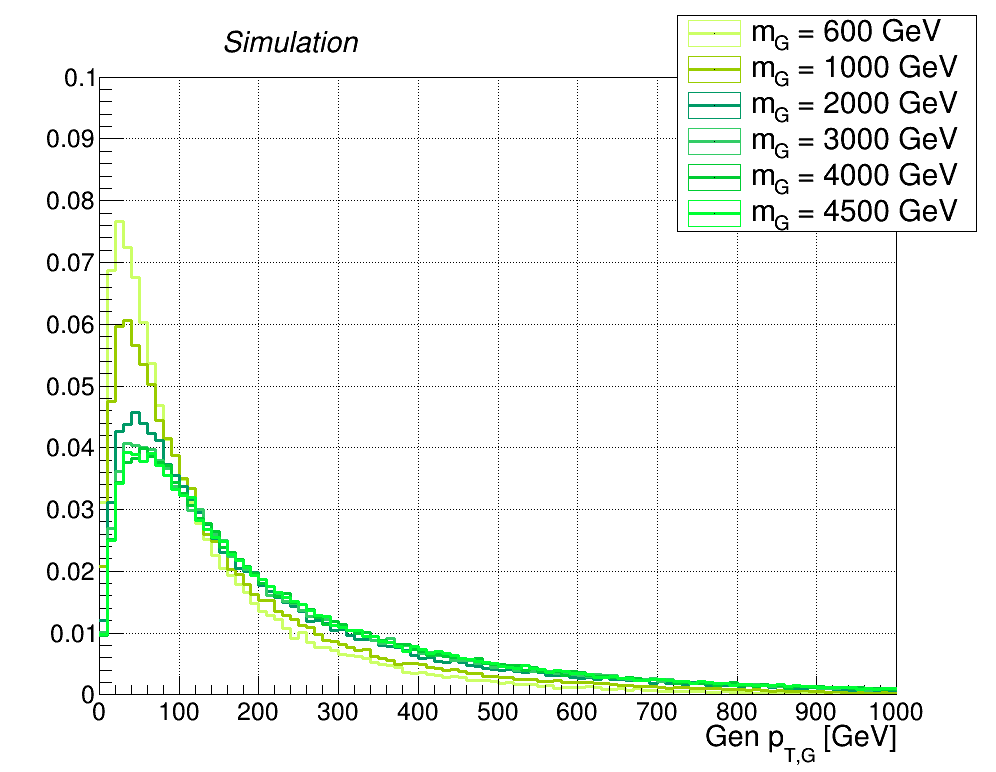 Simulation
m_G = 600 GeV
m_G = 1000 GeV
m_G = 2000 GeV
m_G = 3000 GeV
m_G = 4000 GeV
m_G = 4500 GeV
0.1
0.09
0.08
0.07
0.06
0.05
0.04
0.03
0.02
0.01
0
0 100 200 300 400 500 600 700 800 900 1000
Gen p_T,G [GeV]